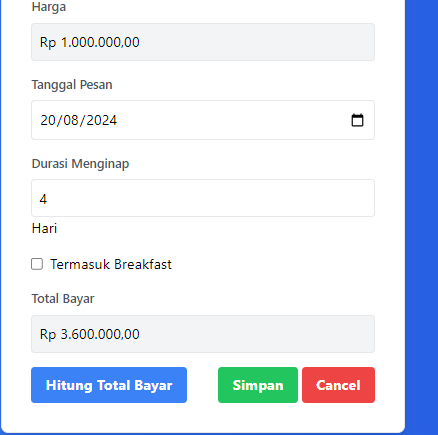 Harga
Rp 1.000.000,00
Tanggal Pesan
20/08/2024
Durasi Menginap
4
Hari
Termasuk Breakfast
Total Bayar
Rp 3.600.000,00
Hitung Total Bayar Simpan Cancel